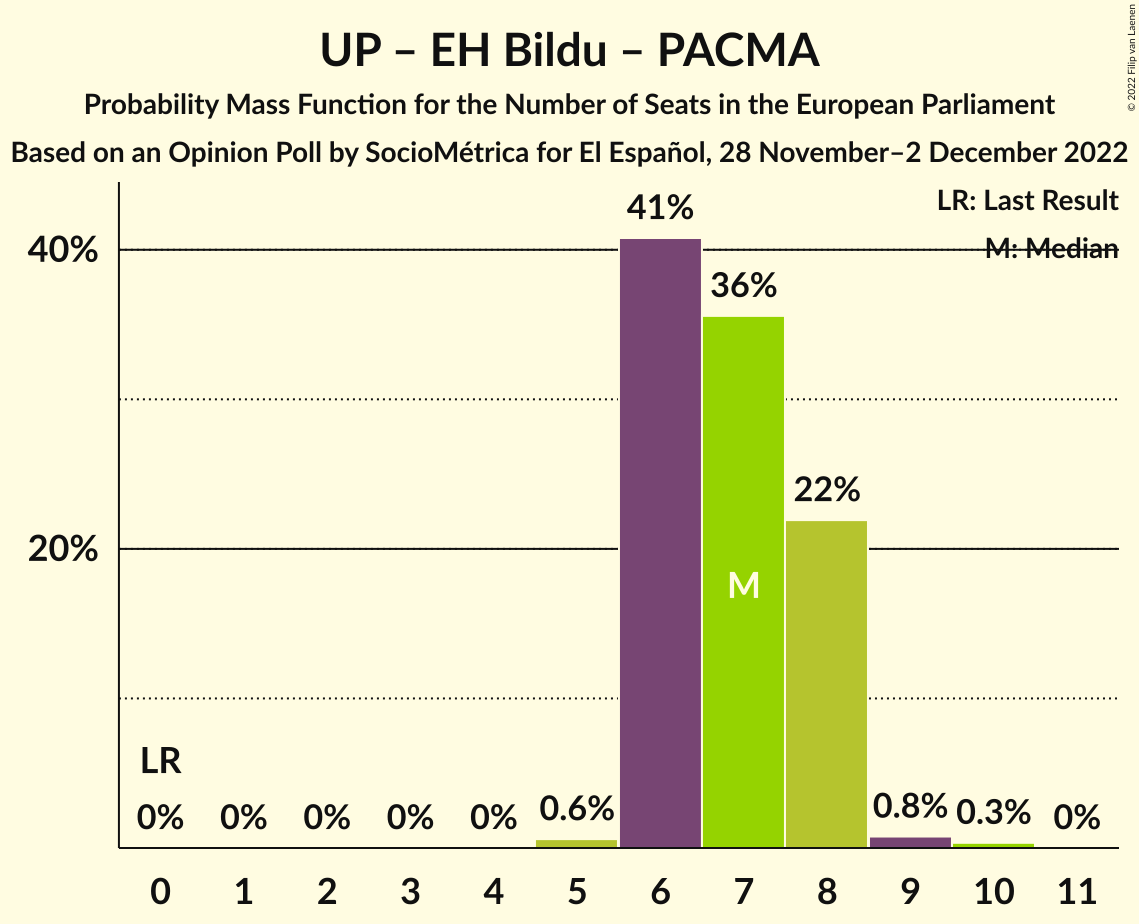 UP – EH Bildu – PACMA
Probability Mass Function for the Number of Seats in the European Parliament
Based on an Opinion Poll by SocioMétrica for El Español, 28 November–2 December 2022
© 2022 Filip van Laenen
LR: Last Result
M: Median
40%
20%
41%
36%
22%
M
LR
0% 0% 0% 0% 0% 0.6% 0.8% 0.3% 0%
0 1 2 3 4 5 6 7 8 9 10 11